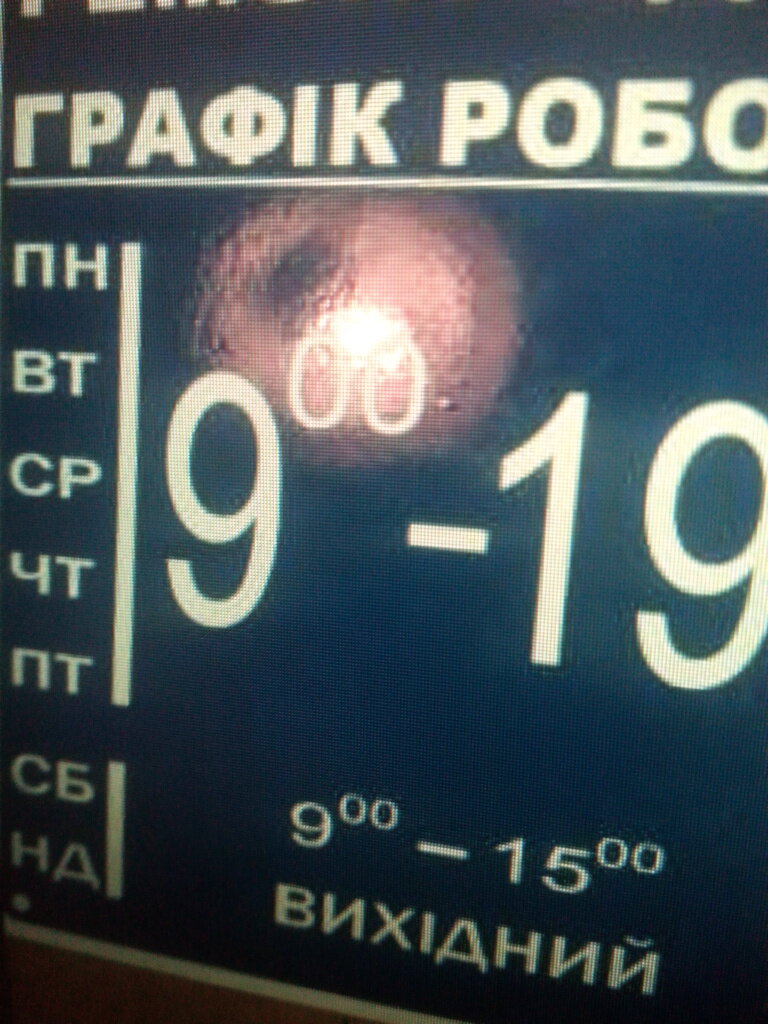 ГРАФІК РОБО
ПН
ВТ
СР
ЧТ
ПТ
9⁰⁰ – 19
СБ 9⁰⁰ – 15⁰⁰
НД ВИХІДНИЙ